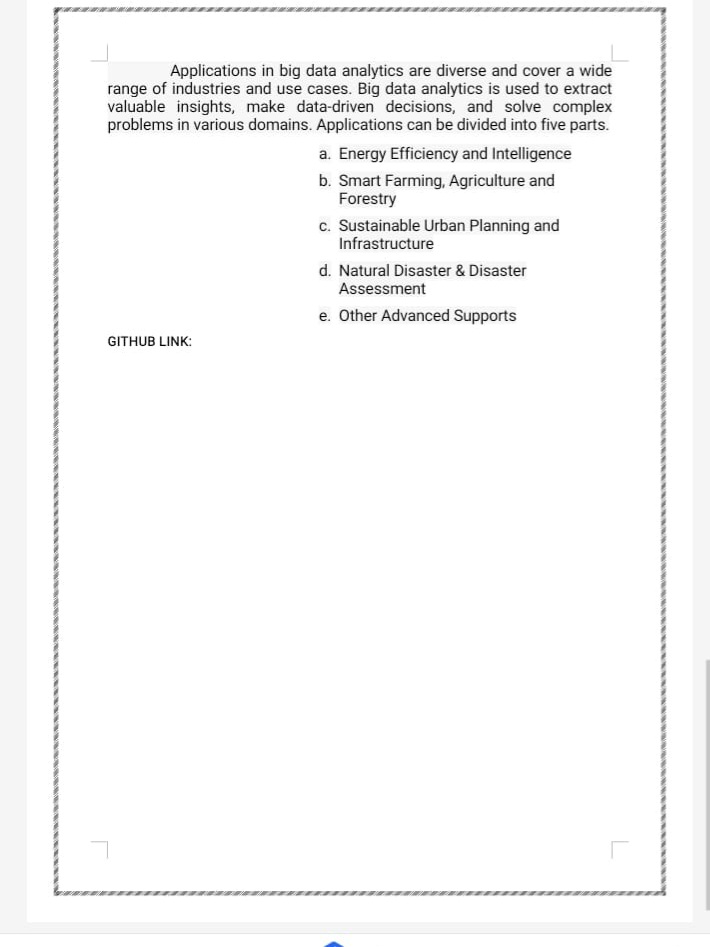 Applications in big data analytics are diverse and cover a wide
range of industries and use cases. Big data analytics is used to extract
valuable insights, make data-driven decisions, and solve complex
problems in various domains. Applications can be divided into five parts.
a. Energy Efficiency and Intelligence
b. Smart Farming, Agriculture and
Forestry
c. Sustainable Urban Planning and
Infrastructure
d. Natural Disaster & Disaster
Assessment
e. Other Advanced Supports
GITHUB LINK: